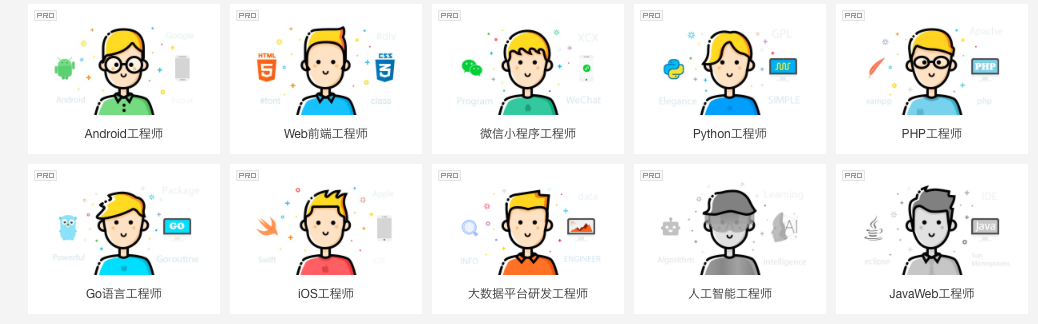 PRO
Google
Android
Android工程师
PRO
HTML
5
#div
CSS
3
#font
class
Web前端工程师
PRO
XCX
Program
WeChat
微信小程序工程师
PRO
GPL
Elegance
SIMPLE
Python工程师
PRO
Apache
PHP
xampp
php
PHP工程师
PRO
Package
GO
Powerful
Goroutine
Go语言工程师
PRO
Apple
Swift
iOS
iOS工程师
PRO
data
INFO
ENGINEER
大数据平台研发工程师
PRO
Learning
AI
Algorithm
Intelligence
人工智能工程师
PRO
JDE
Java
eclipse
JavaWeb工程师